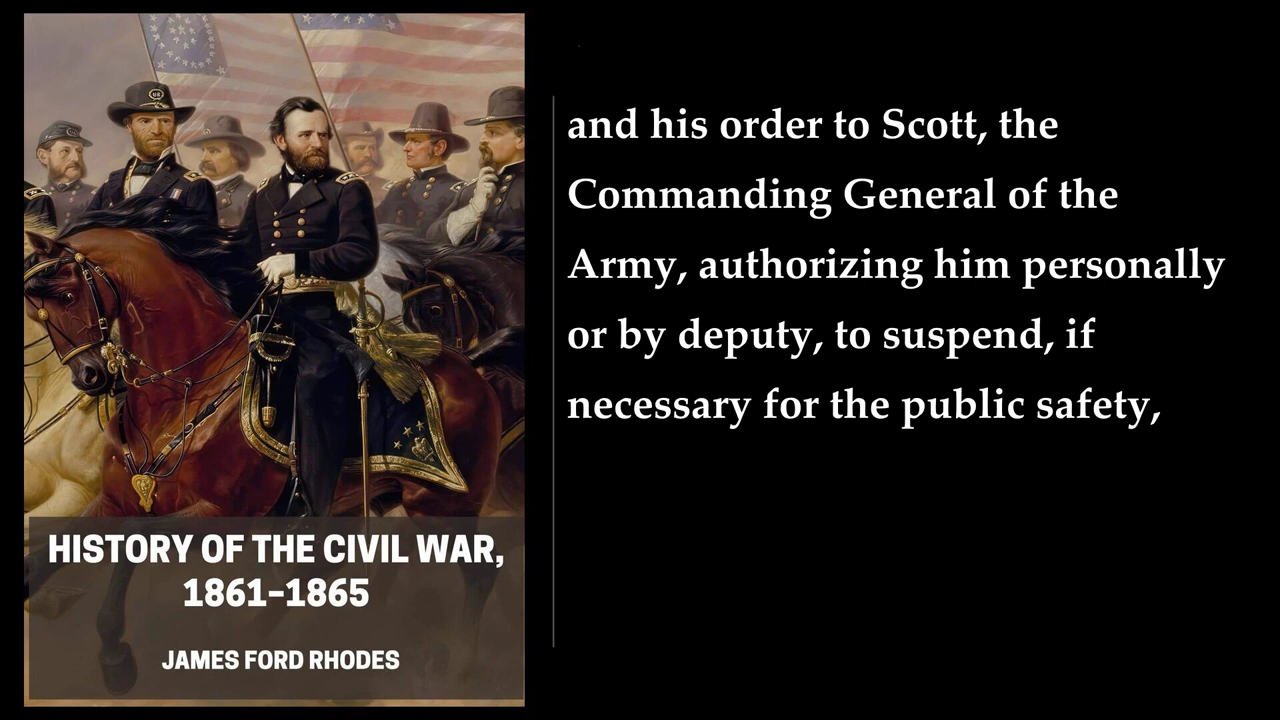 HISTORY OF THE CIVIL WAR,
1861–1865
JAMES FORD RHODES
and his order to Scott, the
Commanding General of the
Army, authorizing him personally
or by deputy, to suspend, if
necessary for the public safety,